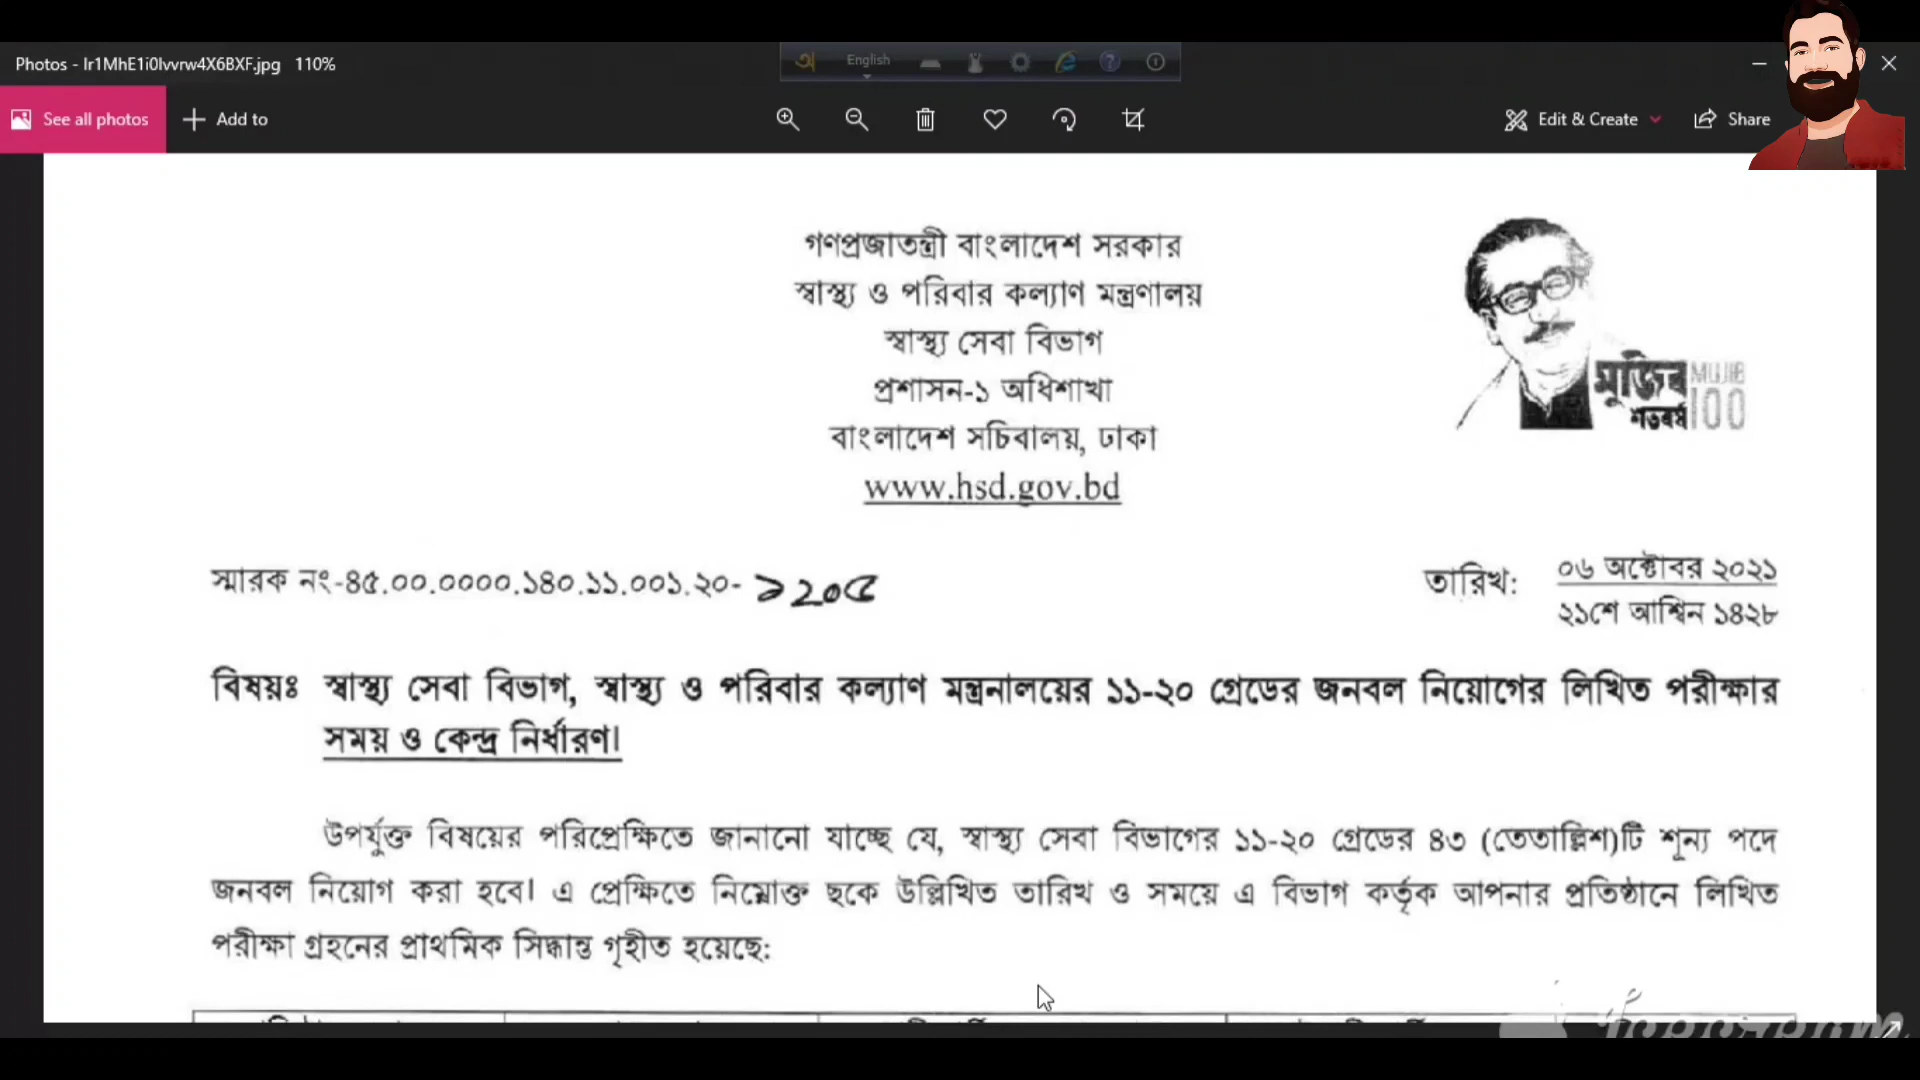 Photos - Ir1MhE1i0Ivvrw4X6BXF.jpg 110%
English
See all photos
Add to
Edit & Create
Share
গণপ্রজাতন্ত্রী বাংলাদেশ সরকার
স্বাস্থ্য ও পরিবার কল্যাণ মন্ত্রণালয়
স্বাস্থ্য সেবা বিভাগ
প্রশাসন-১ অধিশাখা
বাংলাদেশ সচিবালয়, ঢাকা
www.hsd.gov.bd
মুজিব MUJIB
শতবর্ষ 100
স্মারক নং-৪৫.০০.০০০০.১৪০.১১.০০১.২০- ১২০৫
তারিখ: ০৬ অক্টোবর ২০২১
২১শে আশ্বিন ১৪২৮
বিষয়ঃ স্বাস্থ্য সেবা বিভাগ, স্বাস্থ্য ও পরিবার কল্যাণ মন্ত্রনালয়ের ১১-২০ গ্রেডের জনবল নিয়োগের লিখিত পরীক্ষার
সময় ও কেন্দ্র নির্ধারণ।
উপর্যুক্ত বিষয়ের পরিপ্রেক্ষিতে জানানো যাচ্ছে যে, স্বাস্থ্য সেবা বিভাগের ১১-২০ গ্রেডের ৪৩ (তেতাল্লিশ)টি শূন্য পদে
জনবল নিয়োগ করা হবে। এ প্রেক্ষিতে নিম্নোক্ত ছকে উল্লিখিত তারিখ ও সময়ে এ বিভাগ কর্তৃক আপনার প্রতিষ্ঠানে লিখিত
পরীক্ষা গ্রহনের প্রাথমিক সিদ্ধান্ত গৃহীত হয়েছে: